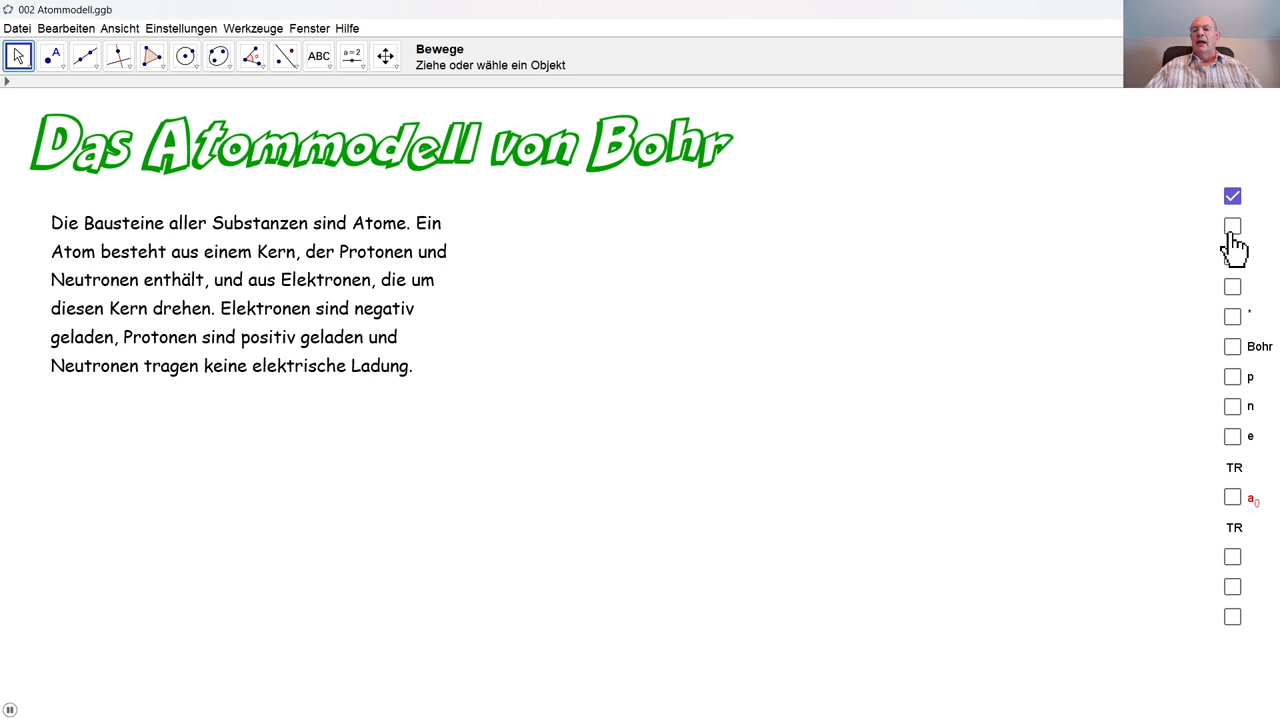 002 Atommodell.ggb
Datei Bearbeiten Ansicht Einstellungen Werkzeuge Fenster Hilfe
A
ABC
a=2
Bewege
Ziehe oder wähle ein Objekt
Das Atommodell von Bohr
Die Bausteine aller Substanzen sind Atome. Ein
Atom besteht aus einem Kern, der Protonen und
Neutronen enthält, und aus Elektronen, die um
diesen Kern drehen. Elektronen sind negativ
geladen, Protonen sind positiv geladen und
Neutronen tragen keine elektrische Ladung.
*
Bohr
p
n
e
TR
a₀
TR